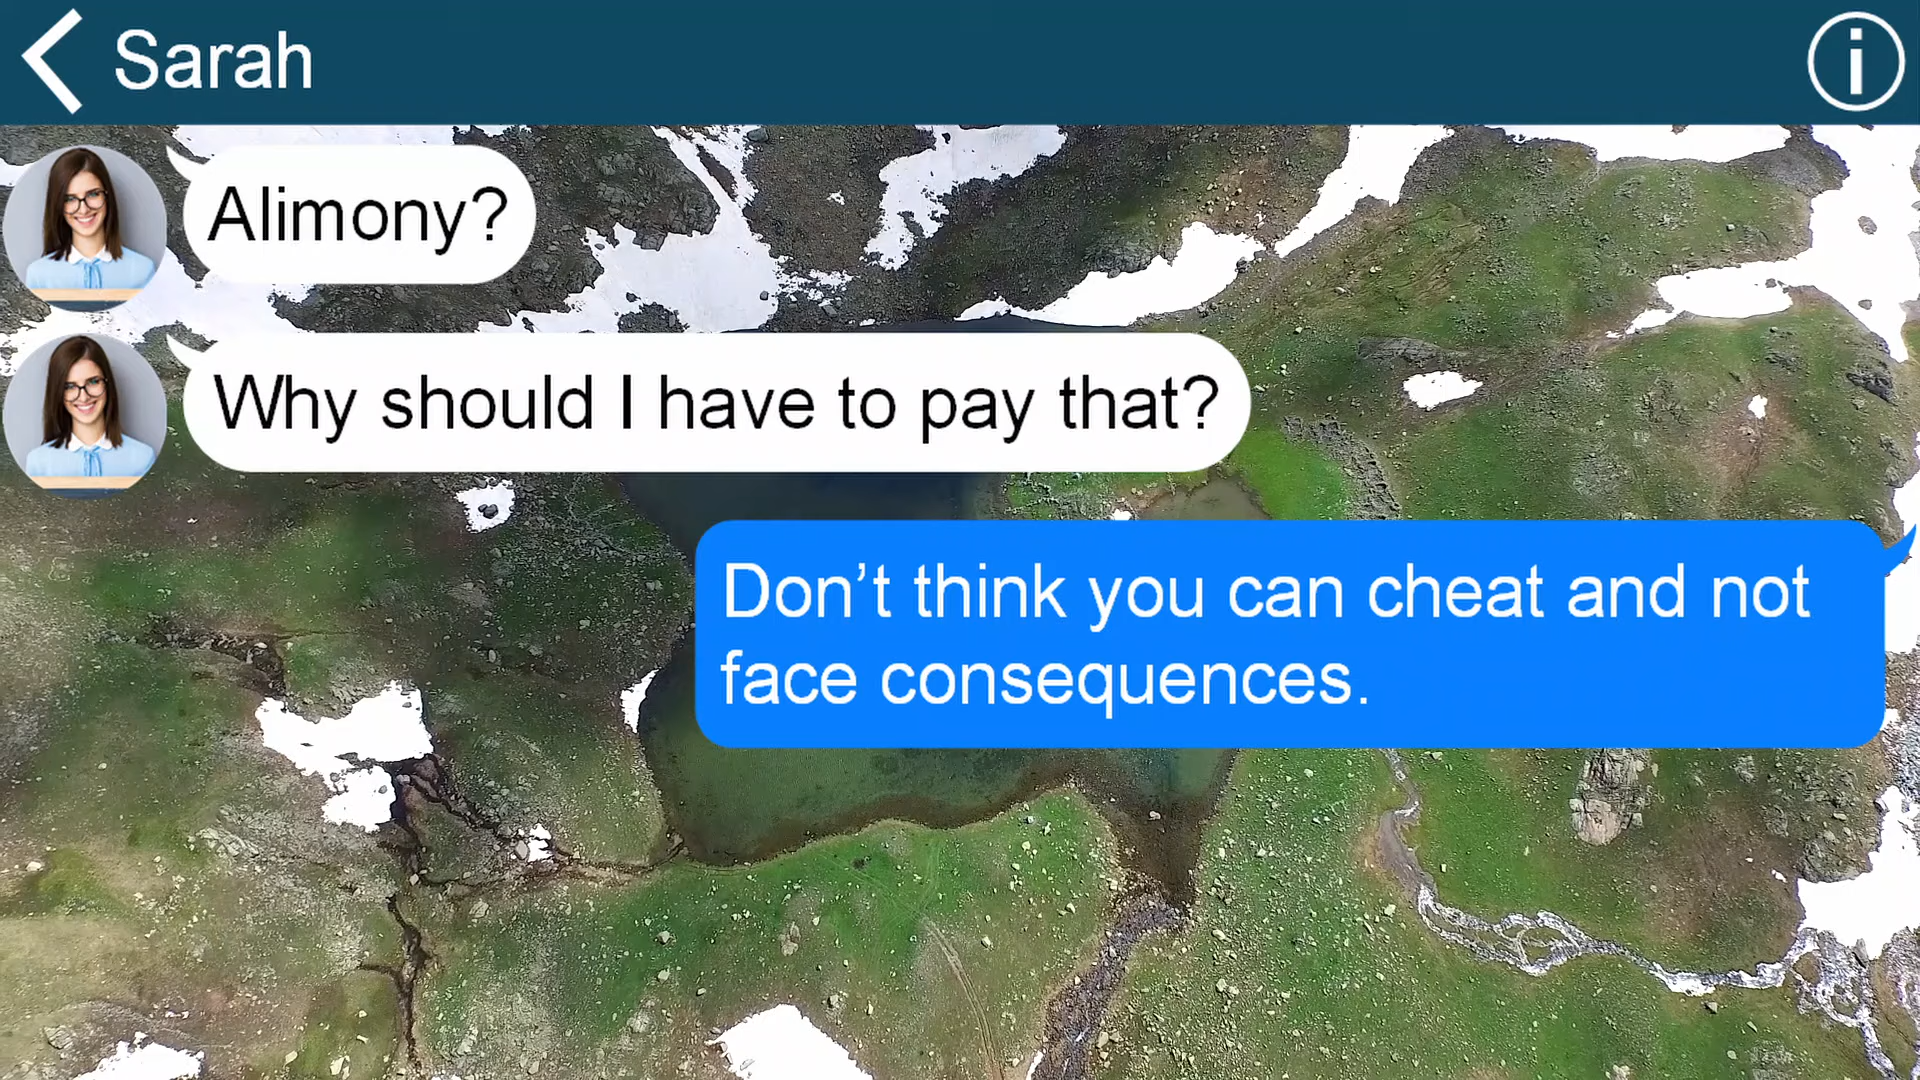 Sarah
Alimony?
Why should I have to pay that?
Don’t think you can cheat and not
face consequences.